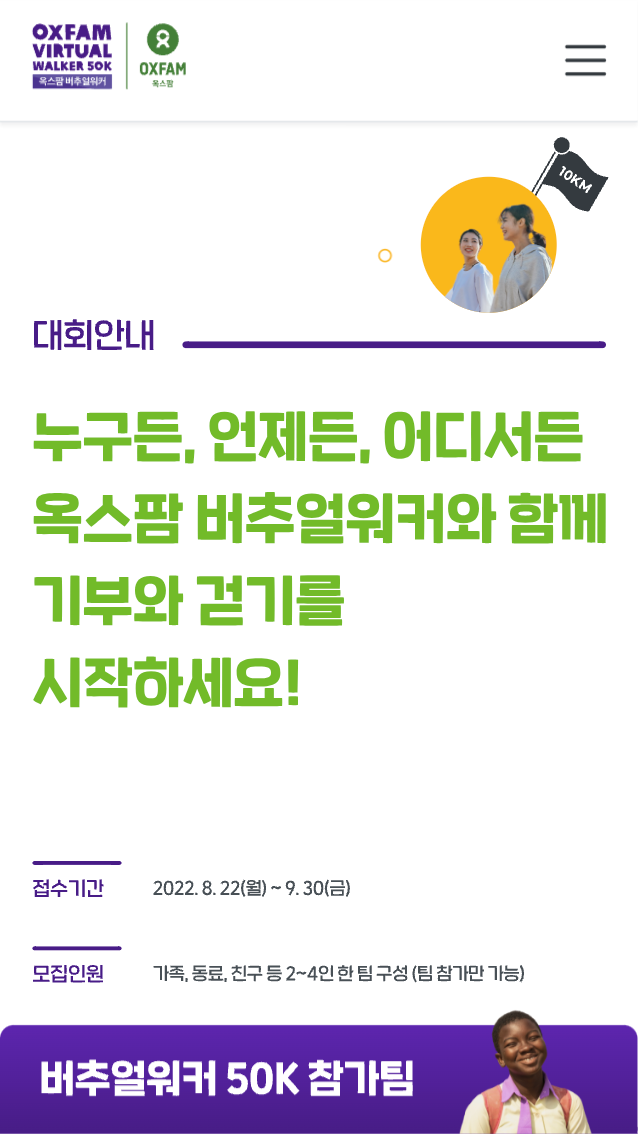 OXFAM
VIRTUAL
WALKER 50K
옥스팜 버추얼워커
OXFAM
옥스팜
10KM
대회안내
누구든, 언제든, 어디서든
옥스팜 버추얼워커와 함께
기부와 걷기를
시작하세요!
접수기간 2022. 8. 22(월) ~ 9. 30(금)
모집인원 가족, 동료, 친구 등 2~4인 한 팀 구성 (팀 참가만 가능)
버추얼워커 50K 참가팀